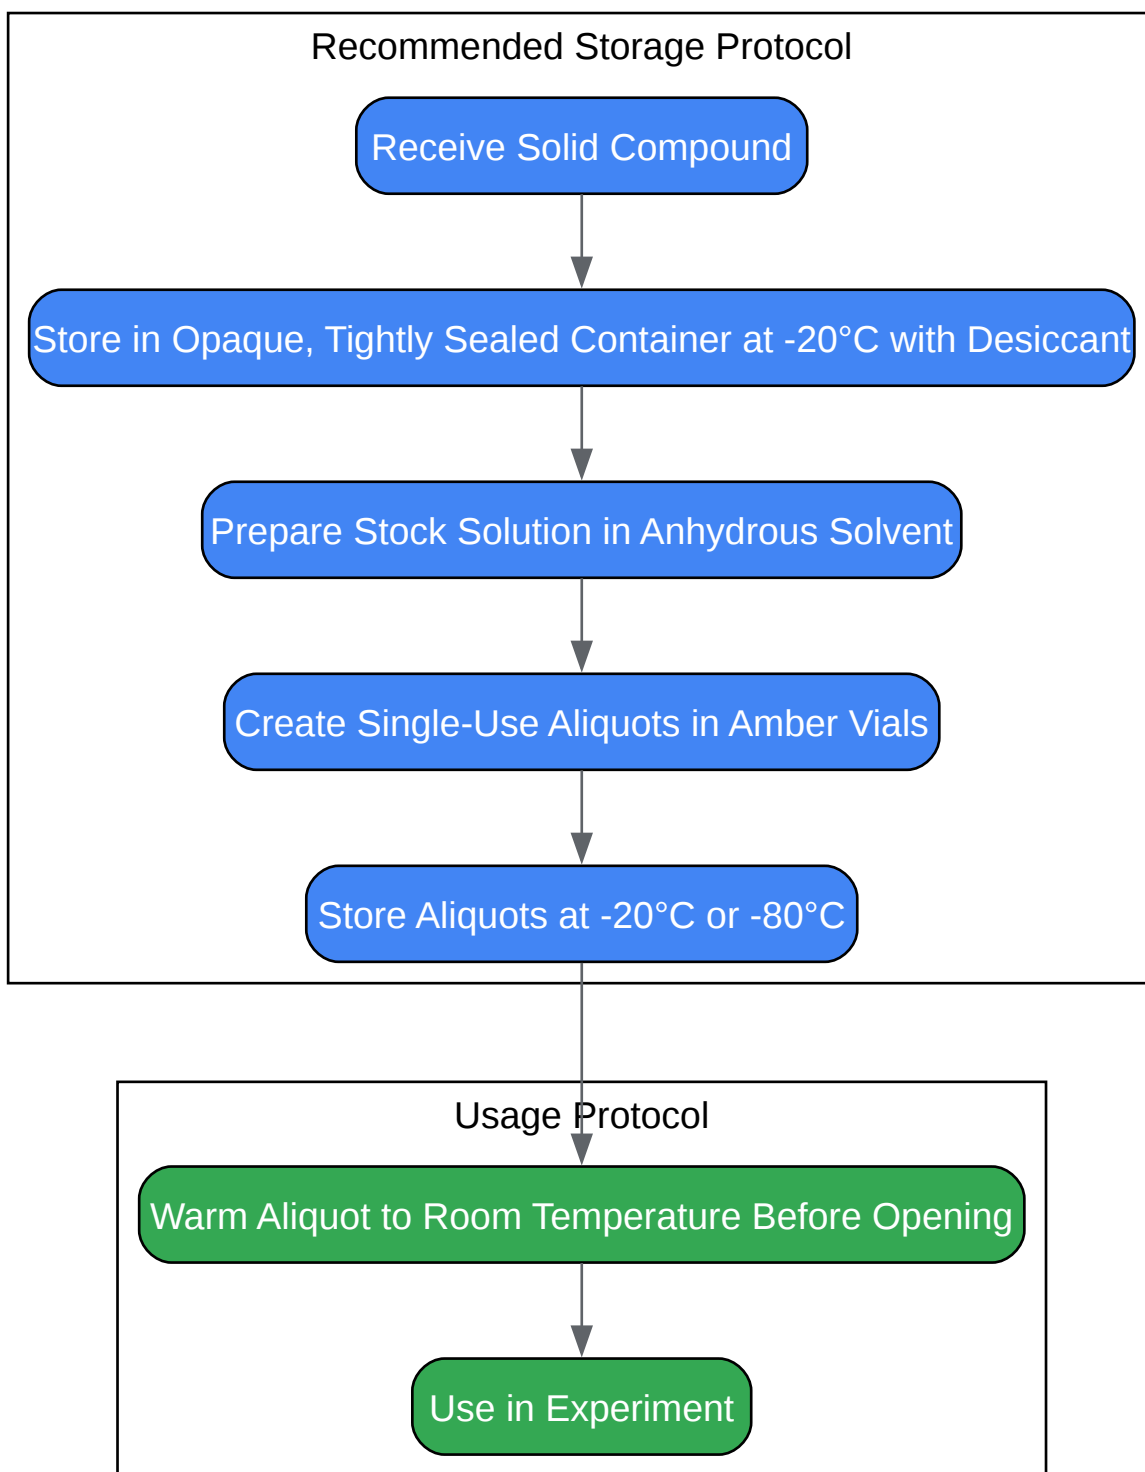 Recommended Storage Protocol
Receive Solid Compound
Store in Opaque, Tightly Sealed Container at -20°C with Desiccant
Prepare Stock Solution in Anhydrous Solvent
Create Single-Use Aliquots in Amber Vials
Store Aliquots at -20°C or -80°C
Usage Protocol
Warm Aliquot to Room Temperature Before Opening
Use in Experiment